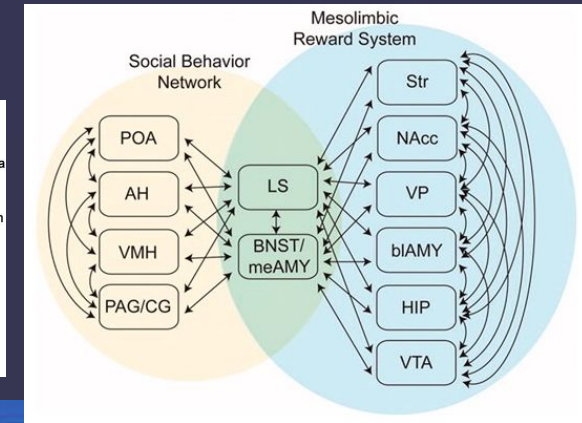 Mesolimbic
Reward System
Social Behavior
Network
POA
AH
VMH
PAG/CG
LS
BNST/
meAMY
Str
NAcc
VP
blAMY
HIP
VTA
a